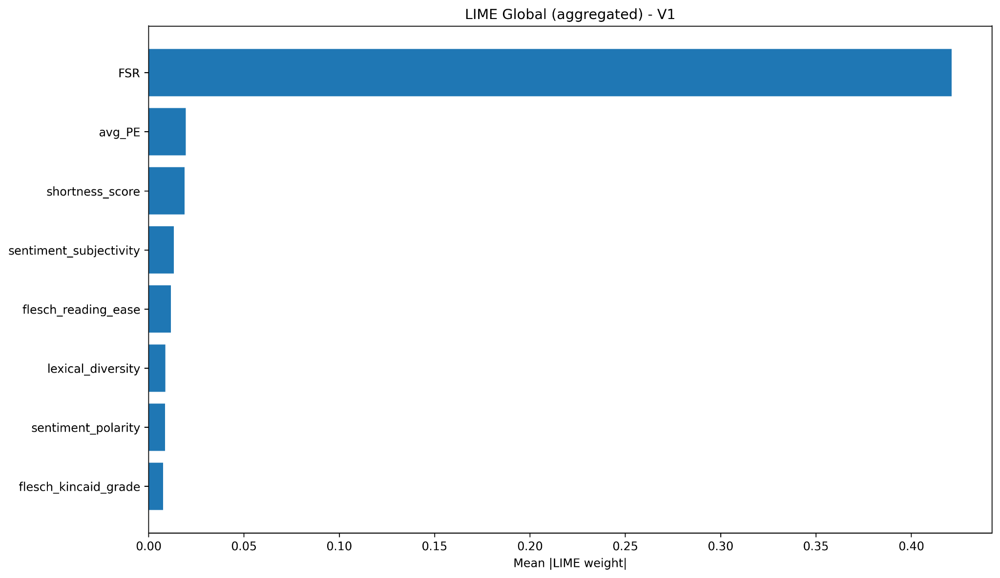 LIME Global (aggregated) - V1
FSR
avg_PE
shortness_score
sentiment_subjectivity
flesch_reading_ease
lexical_diversity
sentiment_polarity
flesch_kincaid_grade
0.00 0.05 0.10 0.15 0.20 0.25 0.30 0.35 0.40
Mean |LIME weight|